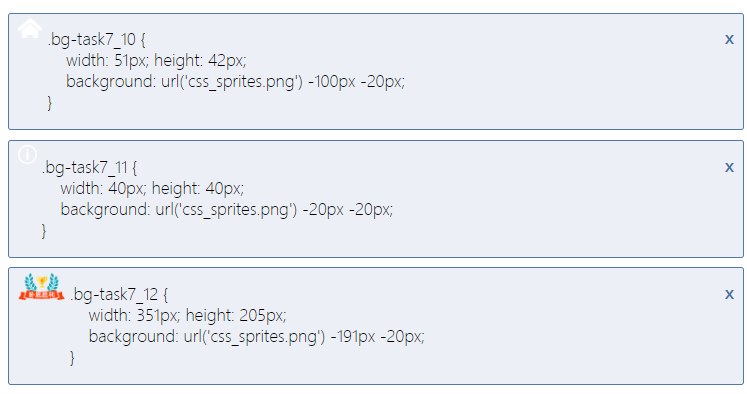 .bg-task7_10 {
x
width: 51px; height: 42px;
background: url('css_sprites.png') -100px -20px;
}
.bg-task7_11 {
x
width: 40px; height: 40px;
background: url('css_sprites.png') -20px -20px;
}
.bg-task7_12 {
x
width: 351px; height: 205px;
background: url('css_sprites.png') -191px -20px;
}